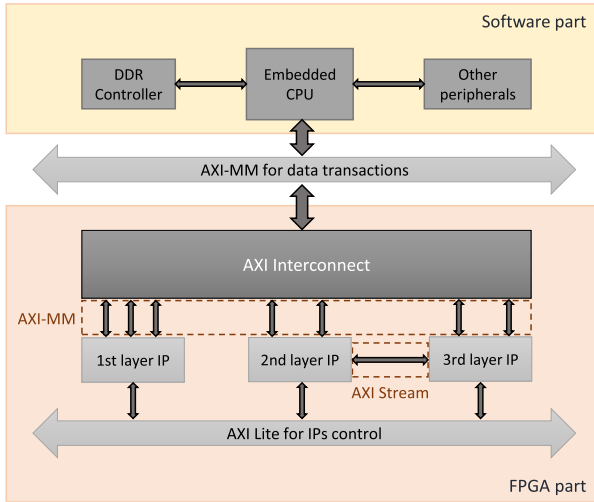 Software part
DDR
Controller
Embedded
CPU
Other
peripherals
AXI-MM for data transactions
AXI Interconnect
AXI-MM
1st layer IP
2nd layer IP
3rd layer IP
AXI Stream
AXI Lite for IPs control
FPGA part